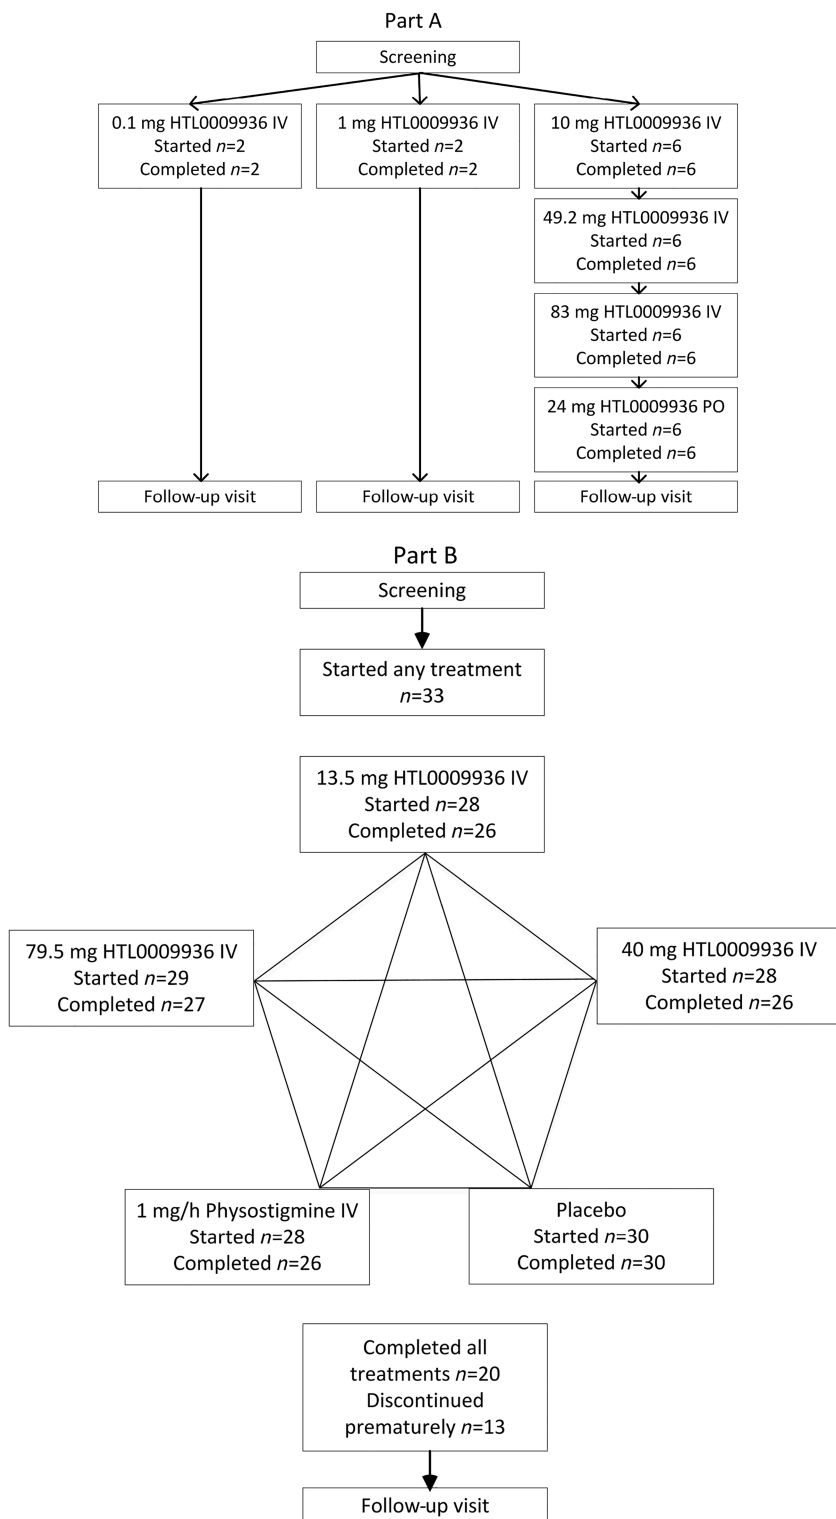 Part A
Screening
0.1 mg HTL0009936 IV
Started n=2
Completed n=2
1 mg HTL0009936 IV
Started n=2
Completed n=2
10 mg HTL0009936 IV
Started n=6
Completed n=6
49.2 mg HTL0009936 IV
Started n=6
Completed n=6
83 mg HTL0009936 IV
Started n=6
Completed n=6
24 mg HTL0009936 PO
Started n=6
Completed n=6
Follow-up visit
Follow-up visit
Follow-up visit
Part B
Screening
Started any treatment
n=33
13.5 mg HTL0009936 IV
Started n=28
Completed n=26
79.5 mg HTL0009936 IV
Started n=29
Completed n=27
40 mg HTL0009936 IV
Started n=28
Completed n=26
1 mg/h Physostigmine IV
Started n=28
Completed n=26
Placebo
Started n=30
Completed n=30
Completed all
treatments n=20
Discontinued
prematurely n=13
Follow-up visit